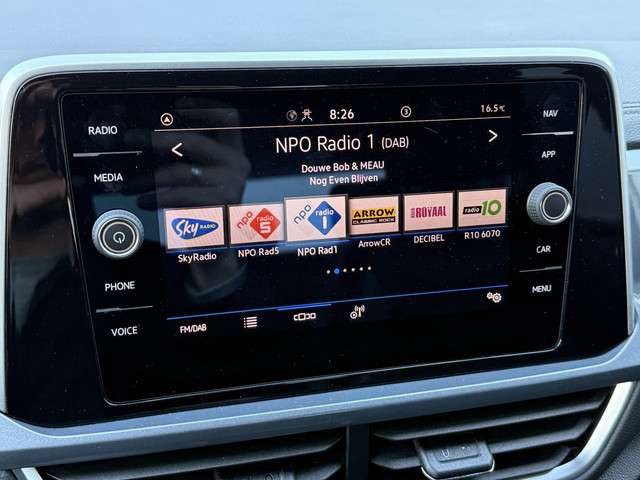 RADIO
MEDIA
PHONE
VOICE
8:26
3
16.5°C
NPO Radio 1 (DAB)
Douwe Bob & MEAU
Nog Even Blijven
Sky RADIO
npo radio 5
npo radio 1
ARROW
CLASSIC ROCK
ROYAAL
radio 10
SkyRadio
NPO Rad5
NPO Rad1
ArrowCR
DECIBEL
R10 6070
FM/DAB
NAV
APP
CAR
MENU